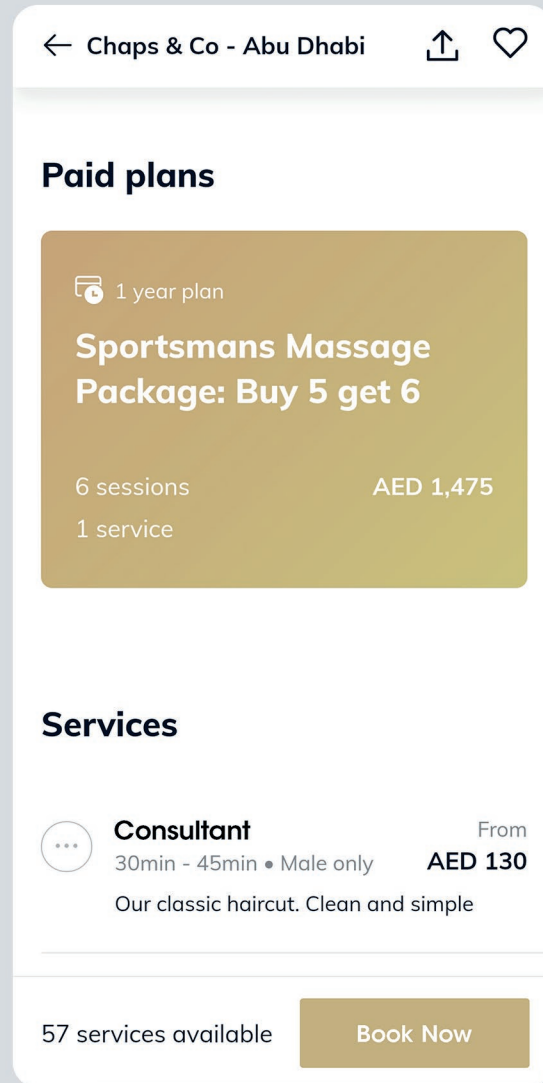 Chaps & Co - Abu Dhabi
Paid plans
1 year plan
Sportsmans Massage
Package: Buy 5 get 6
6 sessions
AED 1,475
1 service
Services
Consultant
From
30min - 45min • Male only
AED 130
Our classic haircut. Clean and simple
57 services available
Book Now